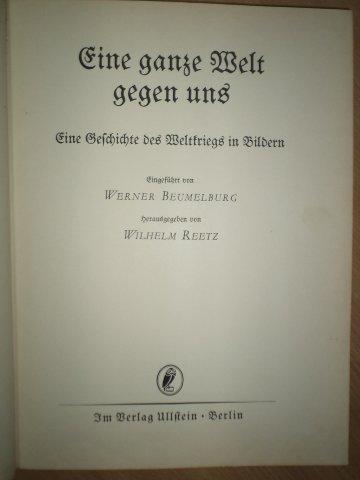 Eine ganze Welt
gegen uns
Eine Geschichte des Weltkriegs in Bildern
Eingeführt von
WERNER BEUMELBURG
Herausgegeben von
WILHELM REETZ
Im Verlag Ullstein · Berlin